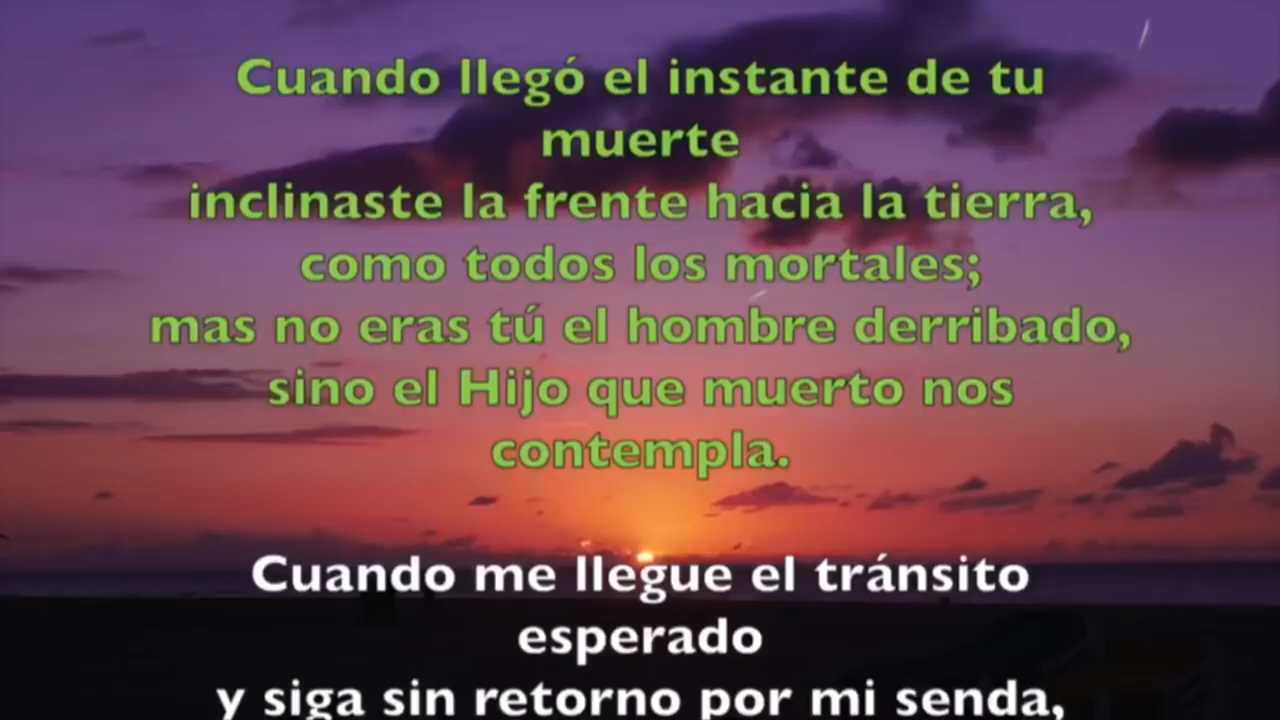 Cuando llegó el instante de tu
muerte
inclinaste la frente hacia la tierra,
como todos los mortales;
mas no eras tú el hombre derribado,
sino el Hijo que muerto nos
contempla.
Cuando me llegue el tránsito
esperado
y siga sin retorno por mi senda,